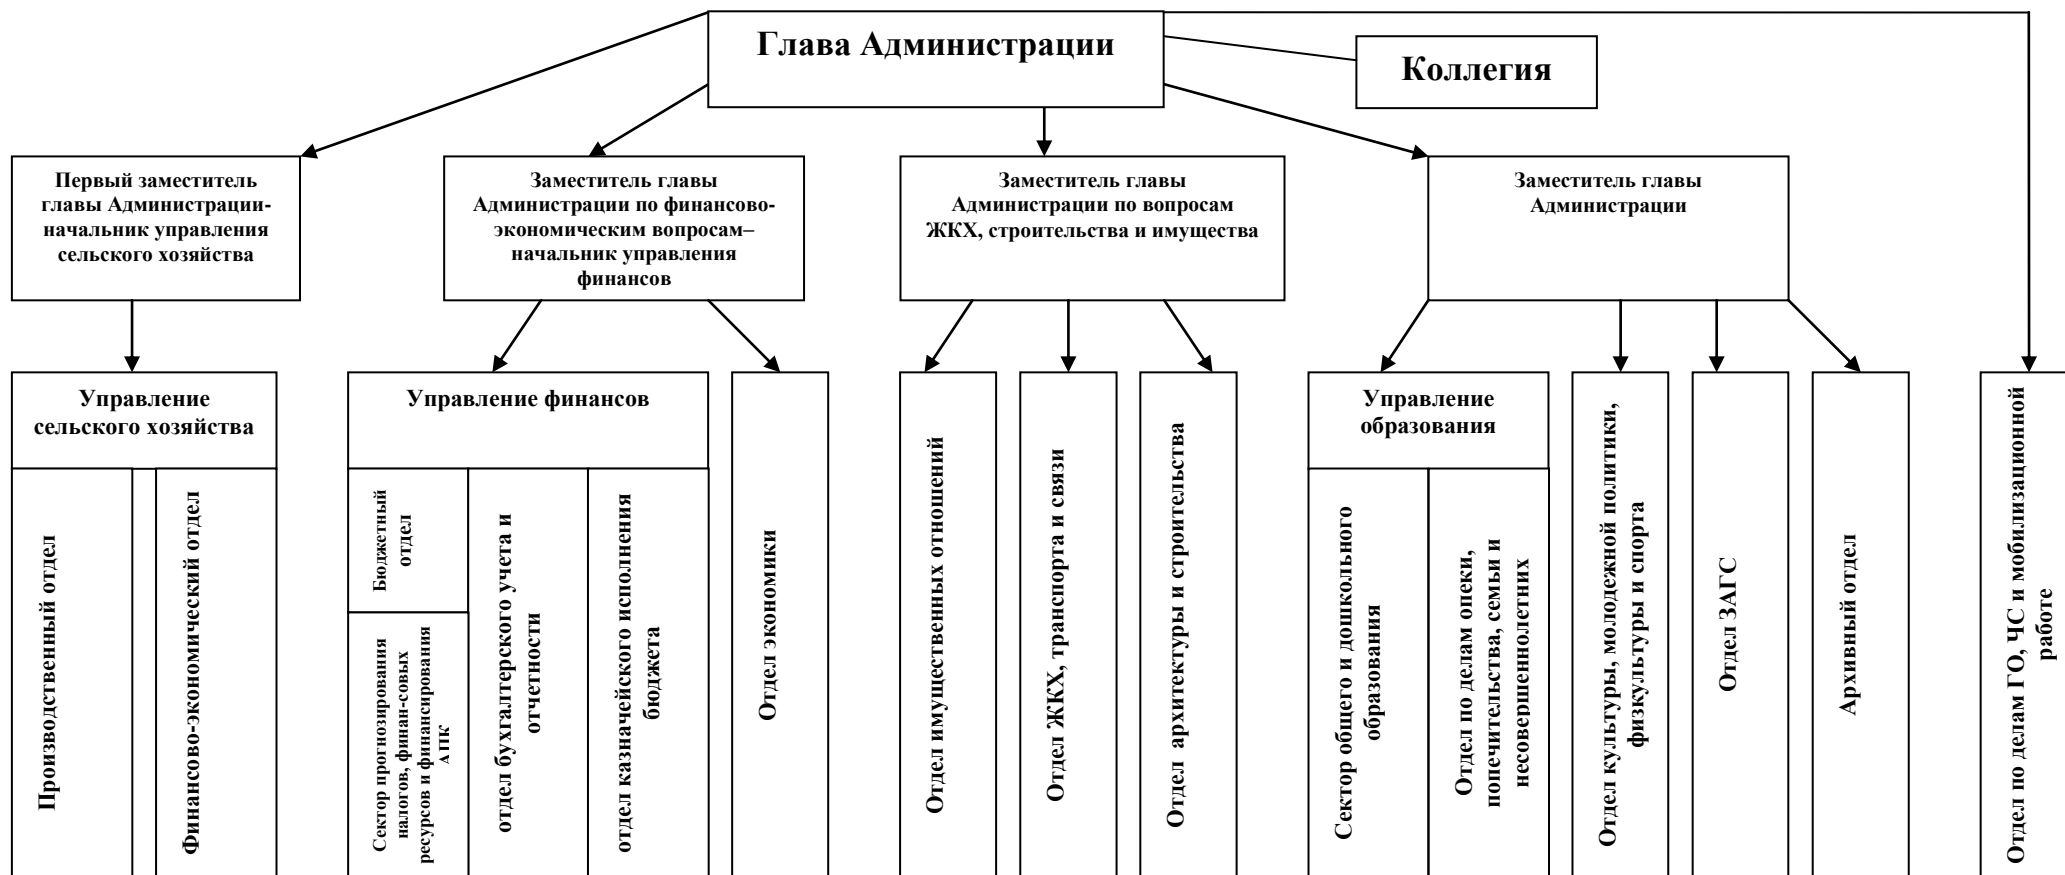 Глава Администрации
Коллегия
Первый заместитель
главы Администрации-
начальник управления
сельского хозяйства
Заместитель главы
Администрации по финансово-
экономическим вопросам–
начальник управления
финансов
Заместитель главы
Администрации по вопросам
ЖКХ, строительства и имущества
Заместитель главы
Администрации
Управление
сельского хозяйства
Производственный отдел
Финансово-экономический отдел
Управление финансов
Бюджетный
отдел
Сектор прогнозирования
налогов, финан-совых
ресурсов и финансирования
АПК
отдел бухгалтерского учета и
отчетности
отдел казначейского исполнения
бюджета
Отдел экономики
Отдел имущественных отношений
Отдел ЖКХ, транспорта и связи
Отдел архитектуры и строительства
Управление
образования
Сектор общего и дошкольного
образования
Отдел по делам опеки,
попечительства, семьи и
несовершеннолетних
Отдел культуры, молодежной политики,
физкультуры и спорта
Отдел ЗАГС
Архивный отдел
Отдел по делам ГО, ЧС и мобилизационной
работе